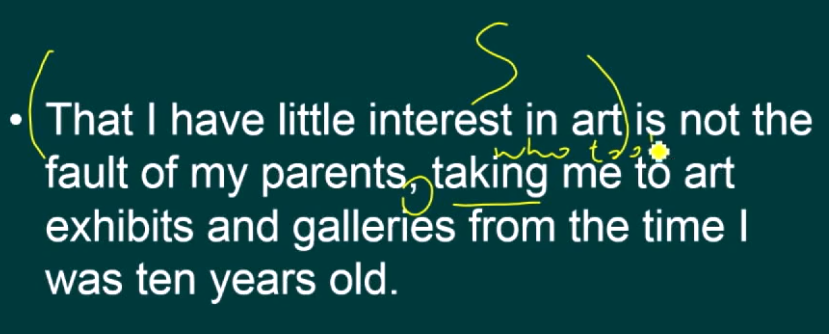 S
• That I have little interest in art is not the
who too
fault of my parents, taking me to art
exhibits and galleries from the time I
was ten years old.